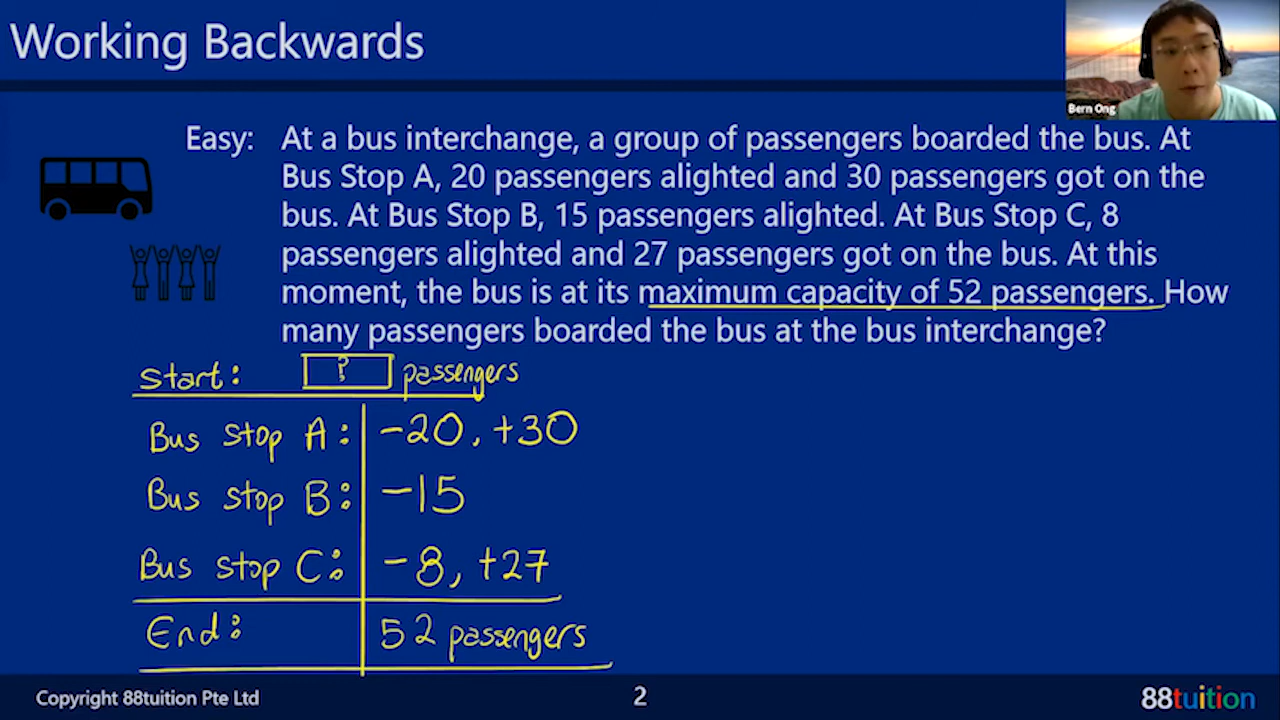 Working Backwards
Bern Ong
Easy: At a bus interchange, a group of passengers boarded the bus. At
Bus Stop A, 20 passengers alighted and 30 passengers got on the
bus. At Bus Stop B, 15 passengers alighted. At Bus Stop C, 8
passengers alighted and 27 passengers got on the bus. At this
moment, the bus is at its maximum capacity of 52 passengers. How
many passengers boarded the bus at the bus interchange?
Start: ? passengers
Bus Stop A: -20, +30
Bus Stop B: -15
Bus Stop C: -8, +27
End: 52 passengers
Copyright 88tuition Pte Ltd 2 88tuition